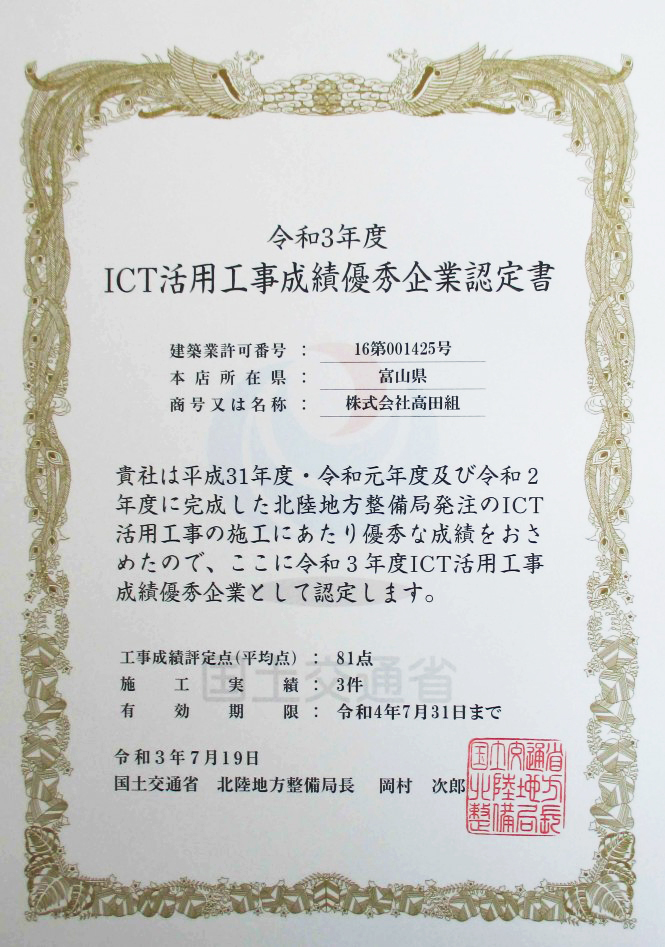 令和3年度
ICT活用工事成績優秀企業認定書
建築業許可番号 : 16第001425号
本店所在県 : 富山県
商号又は名称 : 株式会社高田組
貴社は平成31年度・令和元年度及び令和2
年度に完成した北陸地方整備局発注のICT
活用工事の施工にあたり優秀な成績をおさ
めたので、ここに令和3年度ICT活用工事
成績優秀企業として認定します。
工事成績評定点(平均点) : 81点
施工実績 : 3件
有効期限 : 令和4年7月31日まで
国土交通省
令和3年7月19日
国土交通省 北陸地方整備局長 岡村 次郎
国土交通省
北陸地方
整備局長